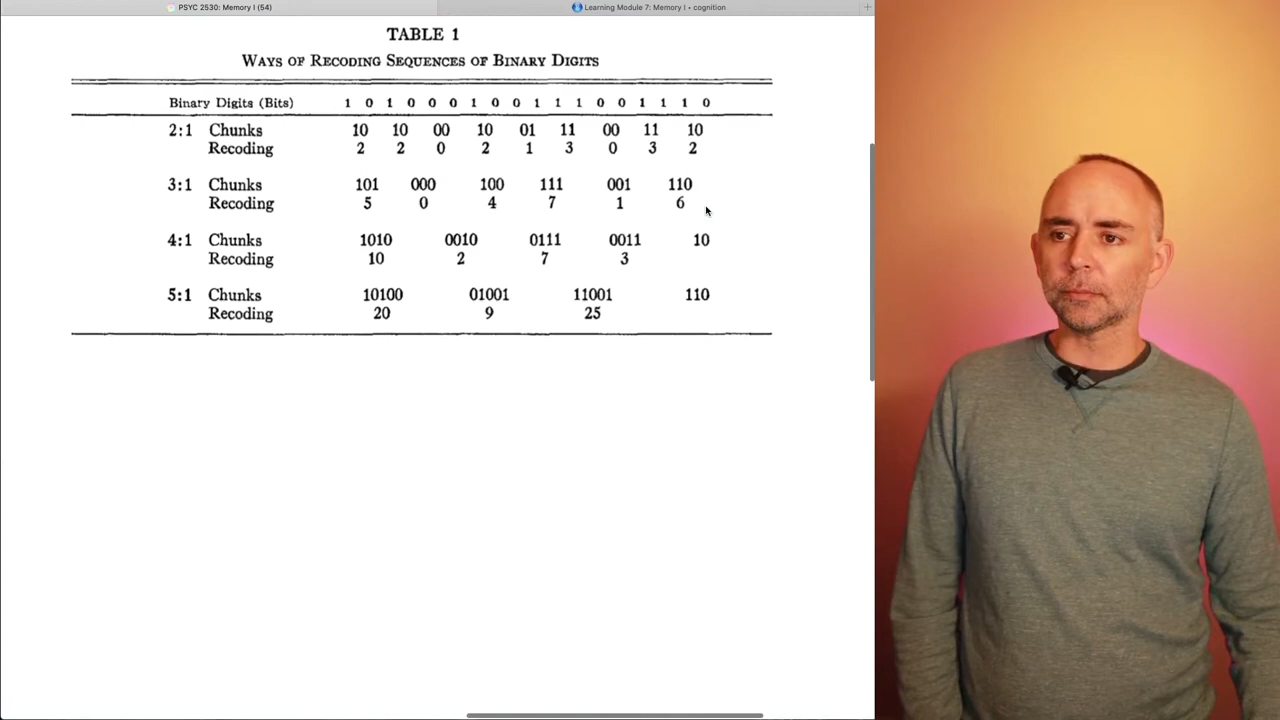 PSYC 2530: Memory I (54)
Learning Module 7: Memory I • cognition
TABLE 1
WAYS OF RECODING SEQUENCES OF BINARY DIGITS
Binary Digits (Bits) 1 0 1 0 0 0 1 0 0 1 1 1 0 0 1 1 1 0
2:1 Chunks 10 10 00 10 01 11 00 11 10
Recoding 2 2 0 2 1 3 0 3 2
3:1 Chunks 101 000 100 111 001 110
Recoding 5 0 4 7 1 6
4:1 Chunks 1010 0010 0111 0011 10
Recoding 10 2 7 3
5:1 Chunks 10100 01001 11001 110
Recoding 20 9 25